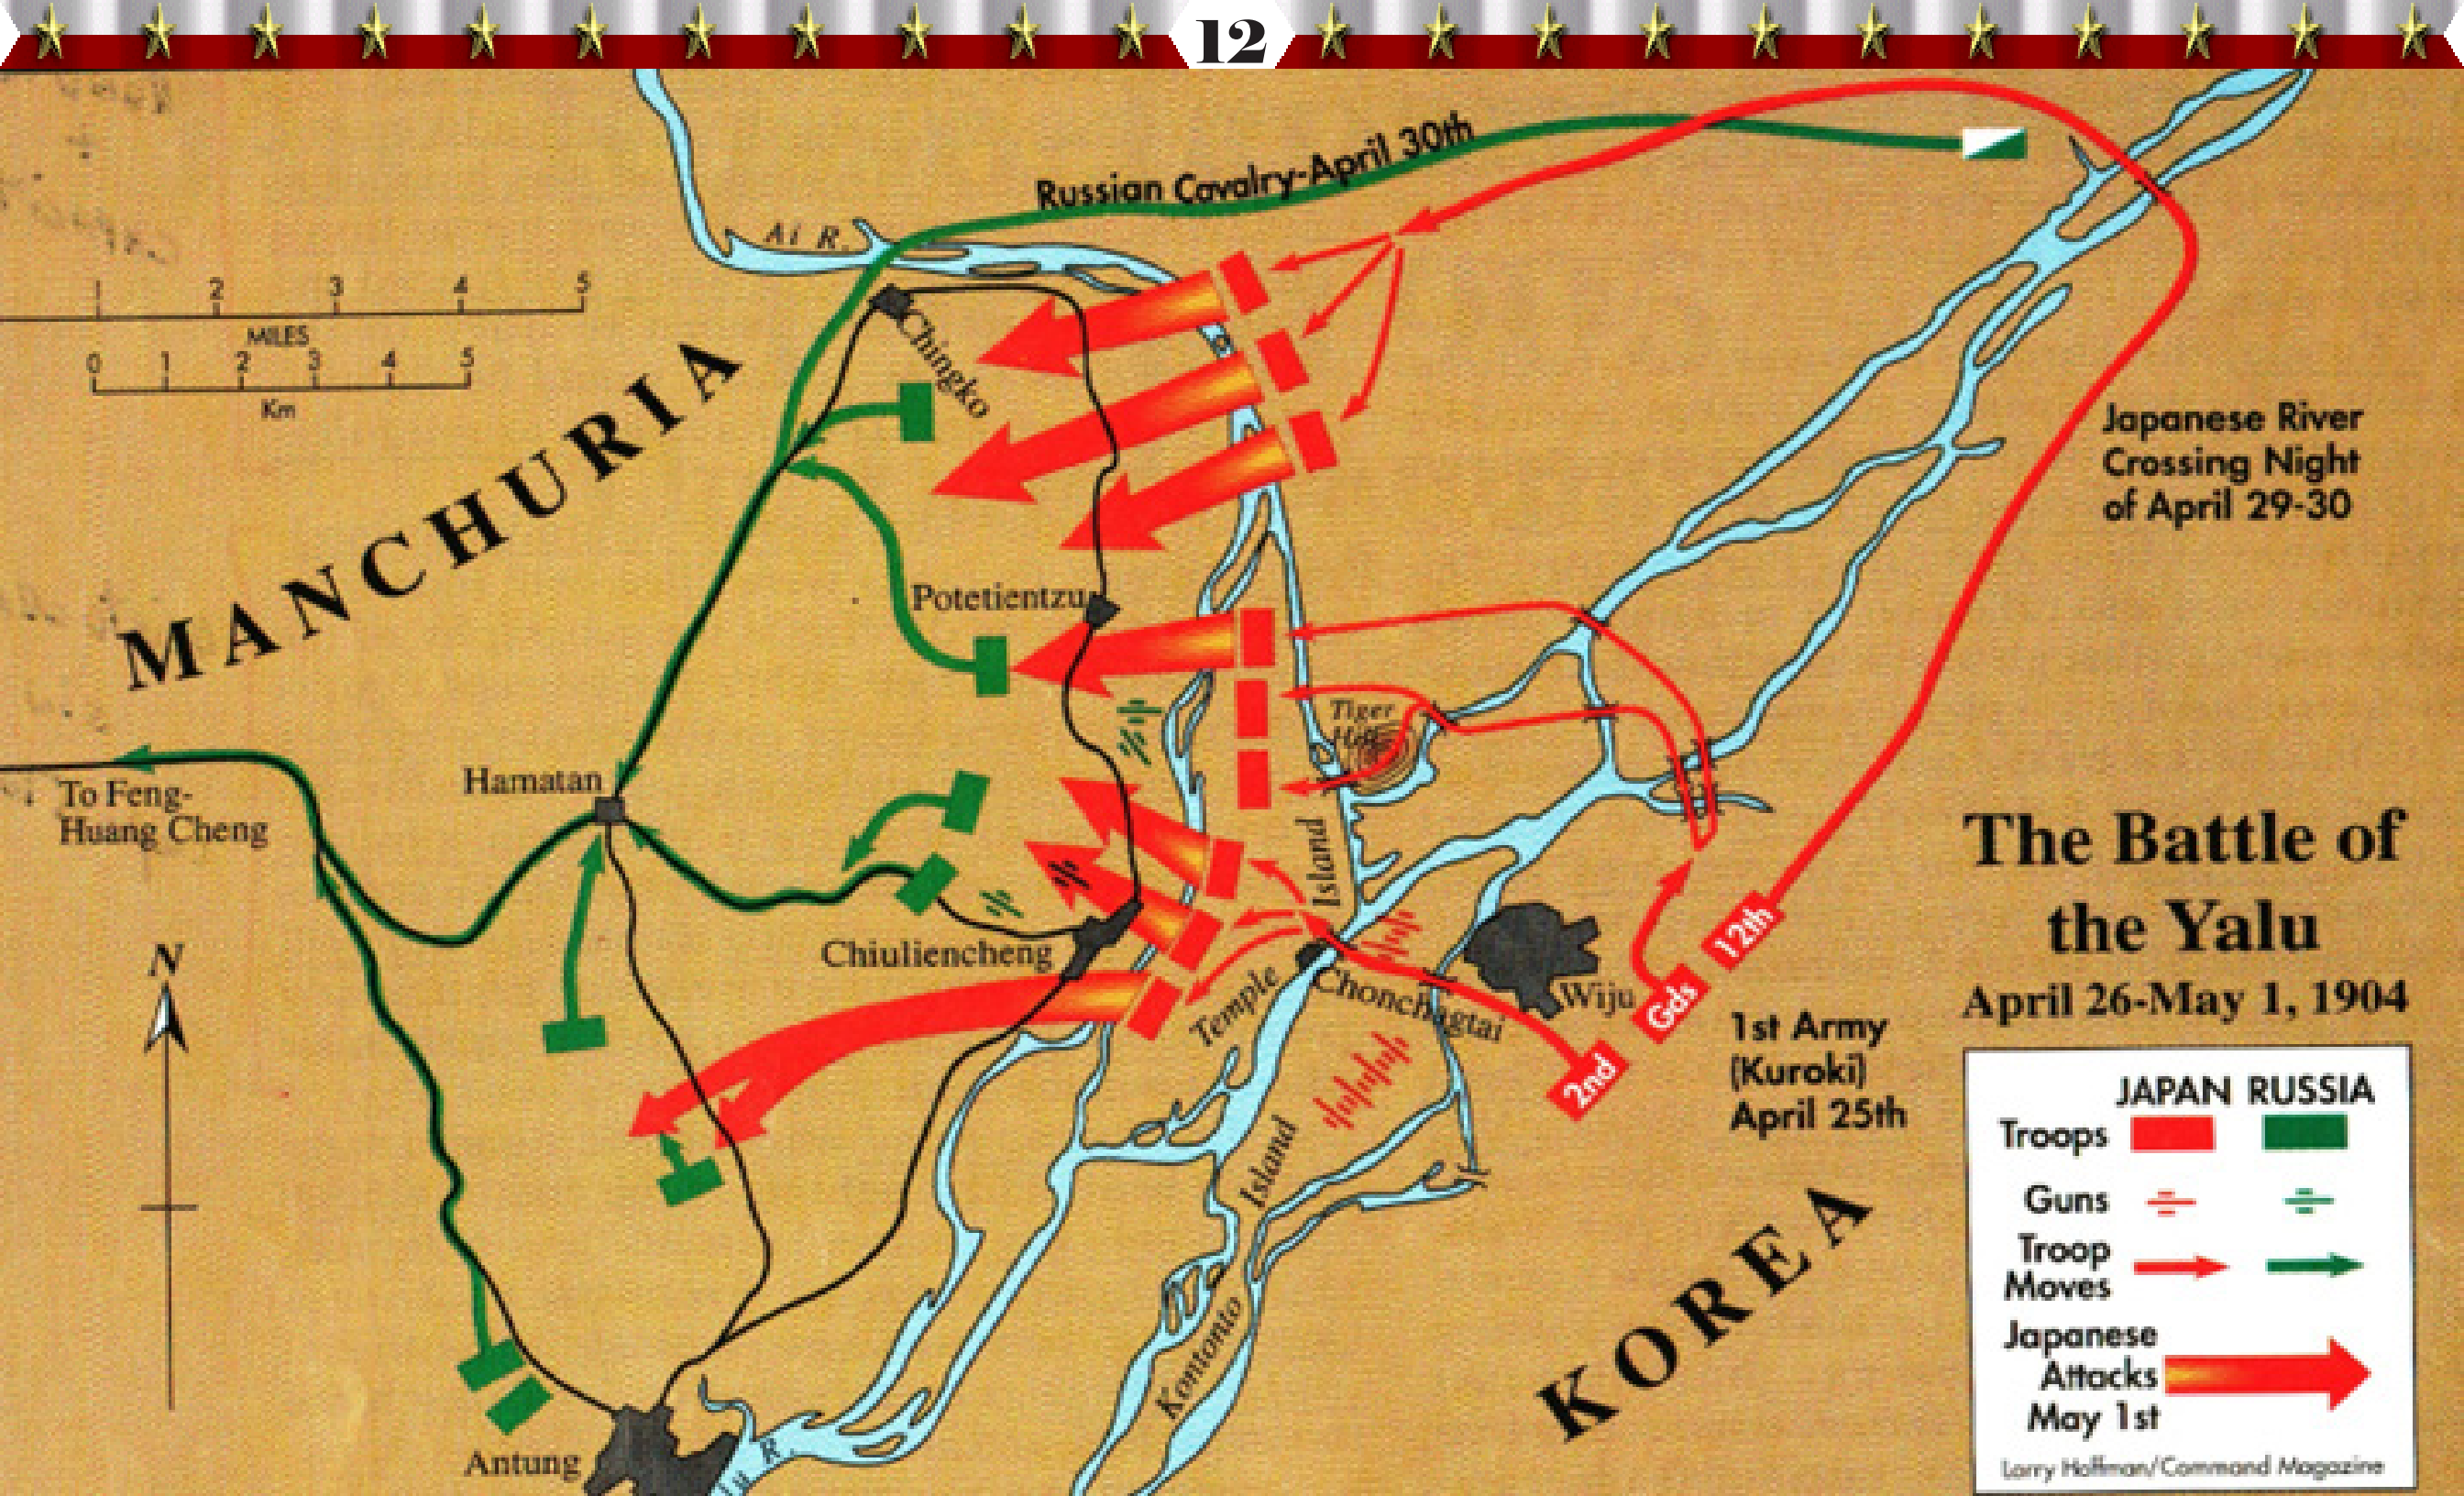 12
Russian Cavalry-April 30th
Ai R.
1 2 3 4 5
MILES
0 1 2 3 4 5
Km
MANCHURIA
Chingko
Japanese River
Crossing Night
of April 29-30
Potetientzu
Tiger
Hill
Hamatan
To Feng-
Huang Cheng
Island
The Battle of
the Yalu
April 26-May 1, 1904
N
Chiuliencheng
12th
Gds
2nd
Wiju
Chonchagtai
Temple
1st Army
(Kuroki)
April 25th
Island
Kontonto
KOREA
Antung
R.
JAPAN RUSSIA
Troops
Guns
Troop
Moves
Japanese
Attacks
May 1st
Larry Hoffman/Command Magazine